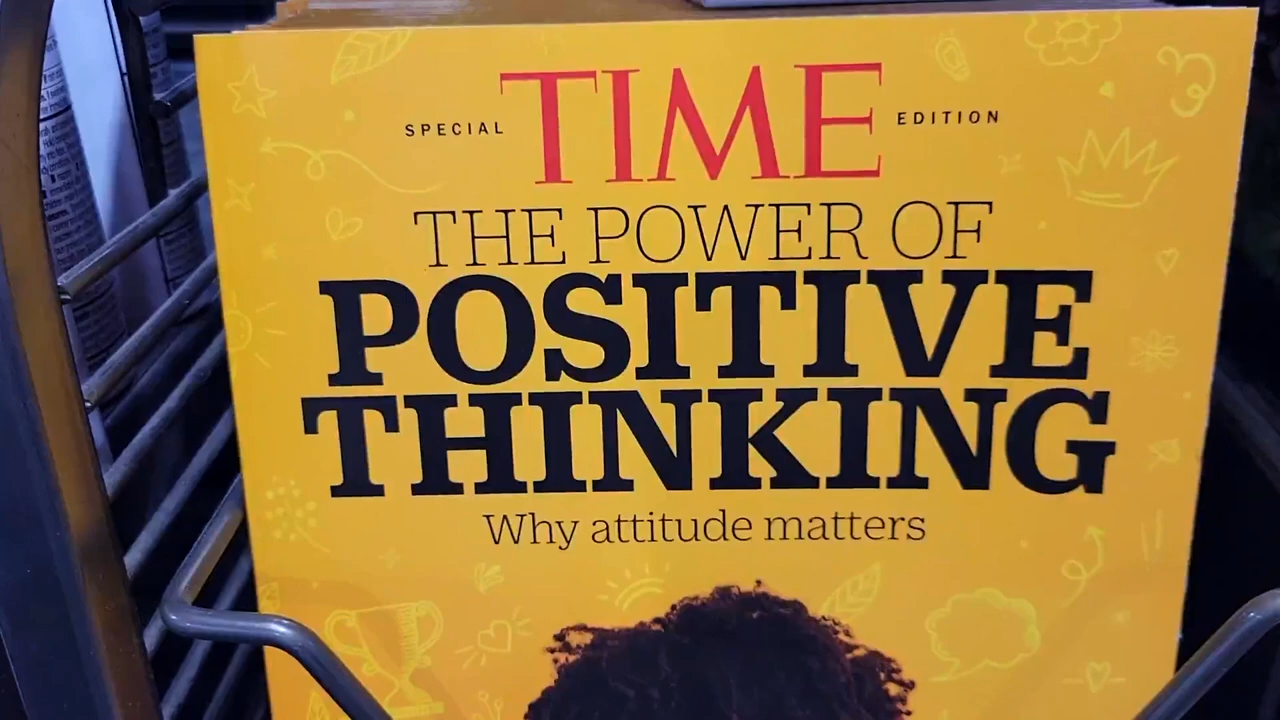 SPECIAL TIME EDITION
THE POWER OF
POSITIVE
THINKING
Why attitude matters